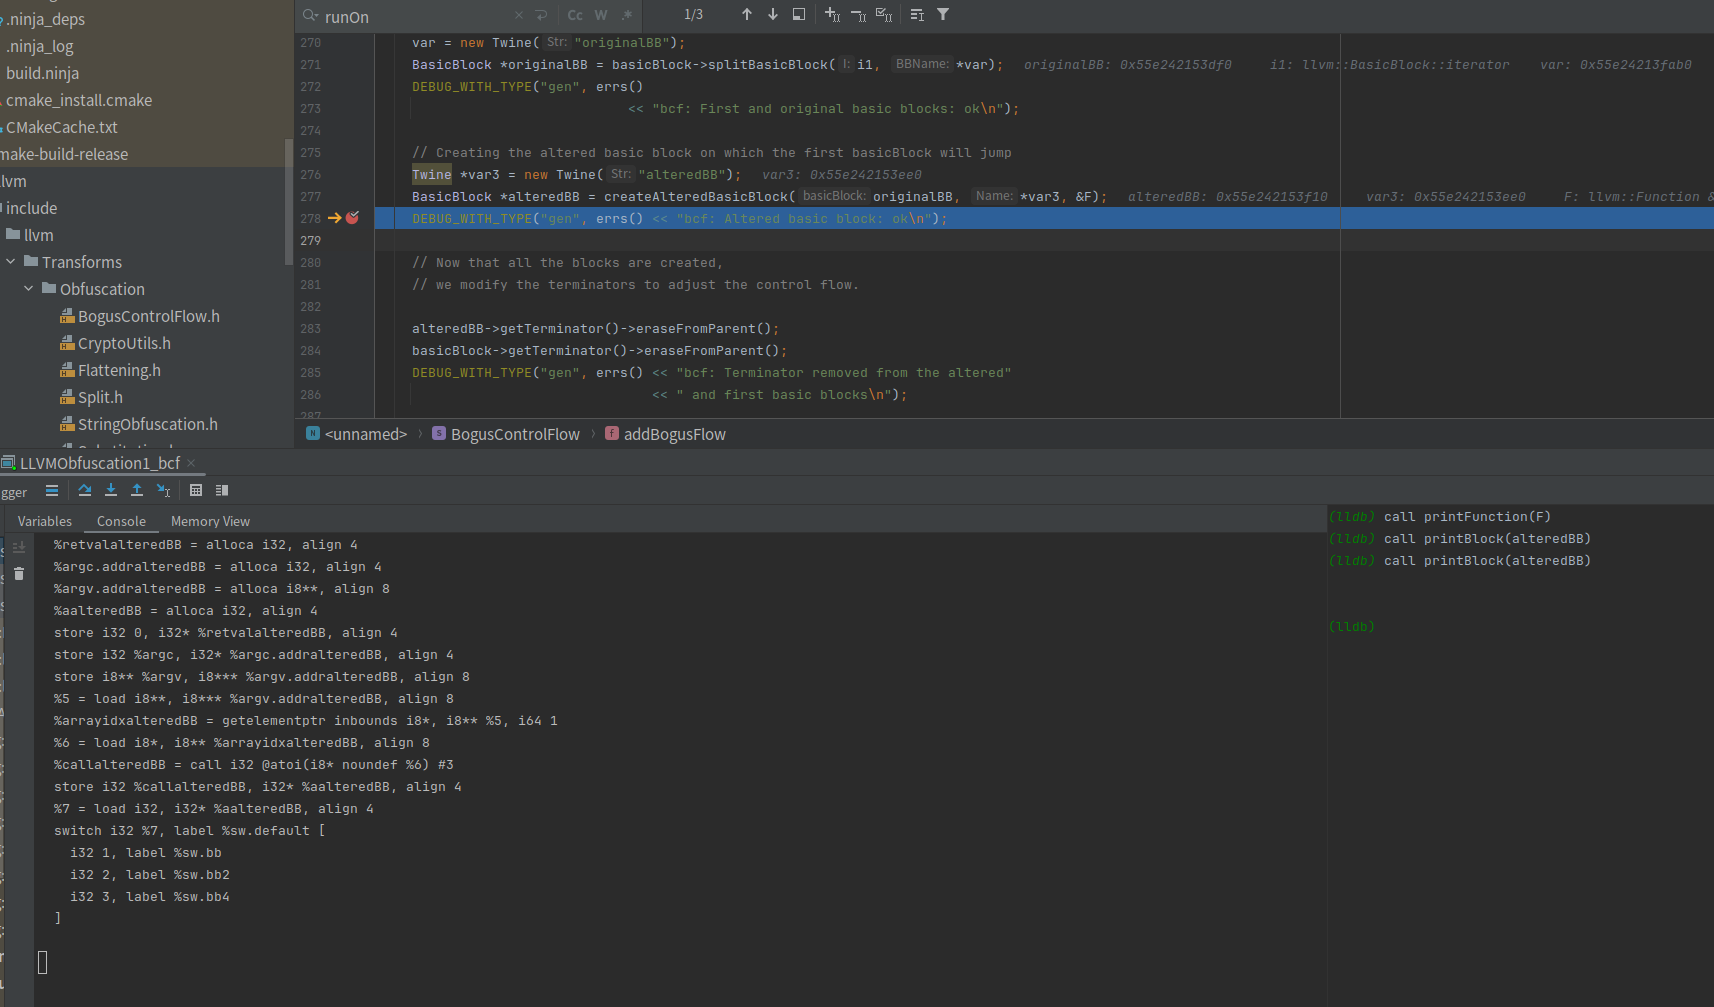 .ninja_deps
.ninja_log
build.ninja
cmake_install.cmake
CMakeCache.txt
make-build-release
llvm
include
llvm
Transforms
Obfuscation
BogusControlFlow.h
CryptoUtils.h
Flattening.h
Split.h
StringObfuscation.h
runOn
Cc W .*
1/3
270 var = new Twine( Str: "originalBB");
271 BasicBlock *originalBB = basicBlock->splitBasicBlock( I: i1, BBName: *var); originalBB: 0x55e242153df0 i1: llvm::BasicBlock::iterator var: 0x55e24213fab0
272 DEBUG_WITH_TYPE("gen", errs()
273 << "bcf: First and original basic blocks: ok\n");
274
275 // Creating the altered basic block on which the first basicBlock will jump
276 Twine *var3 = new Twine( Str: "alteredBB"); var3: 0x55e242153ee0
277 BasicBlock *alteredBB = createAlteredBasicBlock( basicBlock: originalBB, Name: *var3, &F); alteredBB: 0x55e242153f10 var3: 0x55e242153ee0 F: llvm::Function &
278 DEBUG_WITH_TYPE("gen", errs() << "bcf: Altered basic block: ok\n");
279
280 // Now that all the blocks are created,
281 // we modify the terminators to adjust the control flow.
282
283 alteredBB->getTerminator()->eraseFromParent();
284 basicBlock->getTerminator()->eraseFromParent();
285 DEBUG_WITH_TYPE("gen", errs() << "bcf: Terminator removed from the altered"
286 << " and first basic blocks\n");
287
<unnamed> BogusControlFlow addBogusFlow
LLVMObfuscation1_bcf
gger
Variables Console Memory View
%retvalalteredBB = alloca i32, align 4
%argc.addralteredBB = alloca i32, align 4
%argv.addralteredBB = alloca i8**, align 8
%aalteredBB = alloca i32, align 4
store i32 0, i32* %retvalalteredBB, align 4
store i32 %argc, i32* %argc.addralteredBB, align 4
store i8** %argv, i8*** %argv.addralteredBB, align 8
%5 = load i8**, i8*** %argv.addralteredBB, align 8
%arrayidxalteredBB = getelementptr inbounds i8*, i8** %5, i64 1
%6 = load i8*, i8** %arrayidxalteredBB, align 8
%callalteredBB = call i32 @atoi(i8* noundef %6) #3
store i32 %callalteredBB, i32* %aalteredBB, align 4
%7 = load i32, i32* %aalteredBB, align 4
switch i32 %7, label %sw.default [
i32 1, label %sw.bb
i32 2, label %sw.bb2
i32 3, label %sw.bb4
]
(lldb) call printFunction(F)
(lldb) call printBlock(alteredBB)
(lldb) call printBlock(alteredBB)
(lldb)